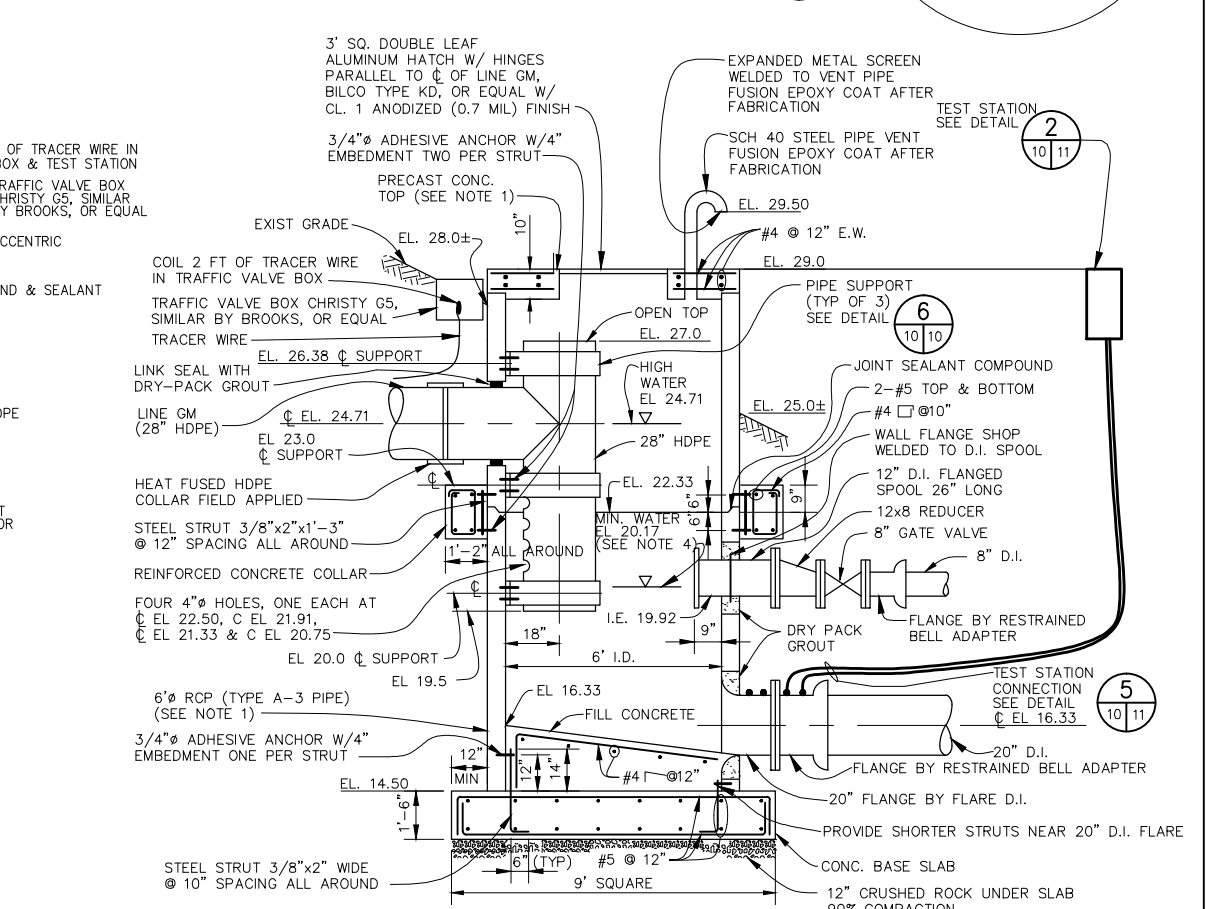 3' SQ. DOUBLE LEAF
ALUMINUM HATCH W/ HINGES
PARALLEL TO ℄ OF LINE GM,
BILCO TYPE KD, OR EQUAL W/
CL. 1 ANODIZED (0.7 MIL) FINISH
3/4"ø ADHESIVE ANCHOR W/4"
EMBEDMENT TWO PER STRUT
PRECAST CONC.
TOP (SEE NOTE 1)
EXPANDED METAL SCREEN
WELDED TO VENT PIPE
FUSION EPOXY COAT AFTER
FABRICATION
SCH 40 STEEL PIPE VENT
FUSION EPOXY COAT AFTER
FABRICATION
TEST STATION
SEE DETAIL
2
10 11
OF TRACER WIRE IN
BOX & TEST STATION
RAFFIC VALVE BOX
HRISTY G5, SIMILAR
Y BROOKS, OR EQUAL
CCENTRIC
ND & SEALANT
EXIST GRADE
EL. 28.0±
10"
EL. 29.50
#4 @ 12" E.W.
EL. 29.0
COIL 2 FT OF TRACER WIRE
IN TRAFFIC VALVE BOX
TRAFFIC VALVE BOX CHRISTY G5,
SIMILAR BY BROOKS, OR EQUAL
TRACER WIRE
PIPE SUPPORT
(TYP OF 3)
SEE DETAIL
6
10 10
OPEN TOP
EL. 27.0
EL. 26.38 ℄ SUPPORT
LINK SEAL WITH
DRY-PACK GROUT
HIGH
WATER
EL 24.71
JOINT SEALANT COMPOUND
2-#5 TOP & BOTTOM
#4 @10"
LINE GM
(28" HDPE)
℄ EL. 24.71
EL. 25.0±
WALL FLANGE SHOP
WELDED TO D.I. SPOOL
EL 23.0
℄ SUPPORT
28" HDPE
12" D.I. FLANGED
SPOOL 26" LONG
HEAT FUSED HDPE
COLLAR FIELD APPLIED
℄
EL. 22.33
6"
6"
9"
12x8 REDUCER
8" GATE VALVE
8" D.I.
STEEL STRUT 3/8"x2"x1'-3"
@ 12" SPACING ALL AROUND
MIN. WATER
EL 20.17
(SEE NOTE 4)
1'-2" ALL AROUND
REINFORCED CONCRETE COLLAR
FOUR 4"ø HOLES, ONE EACH AT
℄ EL 22.50, C EL 21.91,
℄ EL 21.33 & C EL 20.75
℄
I.E. 19.92
9"
FLANGE BY RESTRAINED
BELL ADAPTER
DRY PACK
GROUT
18"
6' I.D.
EL 20.0 ℄ SUPPORT
EL 19.5
TEST STATION
CONNECTION
SEE DETAIL
℄ EL 16.33
5
10 11
6'ø RCP (TYPE A-3 PIPE)
(SEE NOTE 1)
EL 16.33
FILL CONCRETE
3/4"ø ADHESIVE ANCHOR W/4"
EMBEDMENT ONE PER STRUT
12"
MIN
12"
14"
#4 @12"
20" D.I.
FLANGE BY RESTRAINED BELL ADAPTER
EL. 14.50
1'-6"
20" FLANGE BY FLARE D.I.
PROVIDE SHORTER STRUTS NEAR 20" D.I. FLARE
6" (TYP)
#5 @ 12"
CONC. BASE SLAB
STEEL STRUT 3/8"x2" WIDE
@ 10" SPACING ALL AROUND
9' SQUARE
12" CRUSHED ROCK UNDER SLAB
90% COMPACTION